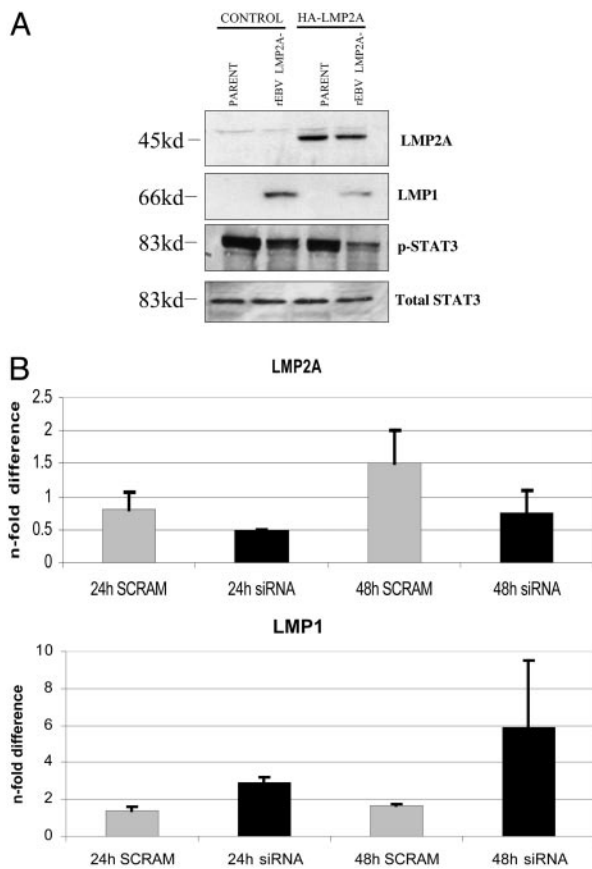 A
CONTROL HA-LMP2A
PARENT rEBV LMP2A- PARENT rEBV LMP2A-
45kd LMP2A
66kd LMP1
83kd p-STAT3
83kd Total STAT3
B
LMP2A
n-fold difference
2.5
2
1.5
1
0.5
0
24h SCRAM 24h siRNA 48h SCRAM 48h siRNA
LMP1
n-fold difference
10
8
6
4
2
0
24h SCRAM 24h siRNA 48h SCRAM 48h siRNA